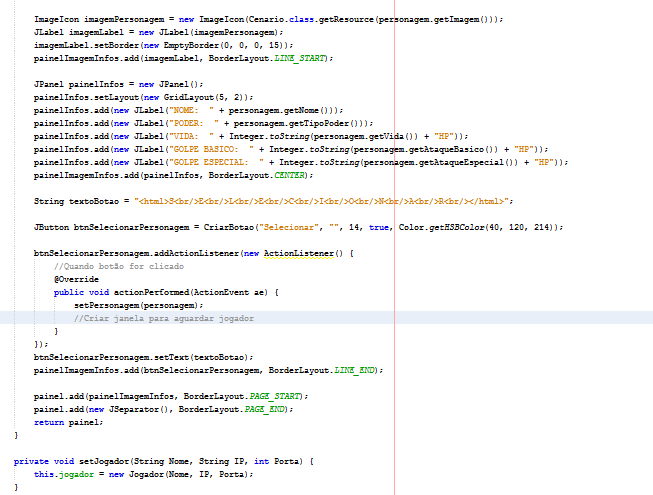 ImageIcon imagemPersonagem = new ImageIcon(Cenario.class.getResource(personagem.getImagem()));
JLabel imagemLabel = new JLabel(imagemPersonagem);
imagemLabel.setBorder(new EmptyBorder(0, 0, 0, 15));
painelImagemInfos.add(imagemLabel, BorderLayout.LINE_START);
JPanel painelInfos = new JPanel();
painelInfos.setLayout(new GridLayout(5, 2));
painelInfos.add(new JLabel("NOME:  " + personagem.getNome()));
painelInfos.add(new JLabel("PODER:  " + personagem.getTipoPoder()));
painelInfos.add(new JLabel("VIDA:  " + Integer.toString(personagem.getVida()) + "HP"));
painelInfos.add(new JLabel("GOLPE BASICO:  " + Integer.toString(personagem.getAtaqueBasico()) + "HP"));
painelInfos.add(new JLabel("GOLPE ESPECIAL:  " + Integer.toString(personagem.getAtaqueEspecial()) + "HP"));
painelImagemInfos.add(painelInfos, BorderLayout.CENTER);
String textoBotao = "<html>S<br/>E<br/>L<br/>E<br/>C<br/>I<br/>O<br/>N<br/>A<br/>R<br/></html>";
JButton btnSelecionarPersonagem = CriarBotao("Selecionar", "", 14, true, Color.getHSBColor(40, 120, 214));
btnSelecionarPersonagem.addActionListener(new ActionListener() {
//Quando botão for clicado
@Override
public void actionPerformed(ActionEvent ae) {
setPersonagem(personagem);
//Criar janela para aguardar jogador
}
});
btnSelecionarPersonagem.setText(textoBotao);
painelImagemInfos.add(btnSelecionarPersonagem, BorderLayout.LINE_END);
painel.add(painelImagemInfos, BorderLayout.PAGE_START);
painel.add(new JSeparator(), BorderLayout.PAGE_END);
return painel;
}
private void setJogador(String Nome, String IP, int Porta) {
this.jogador = new Jogador(Nome, IP, Porta);
}